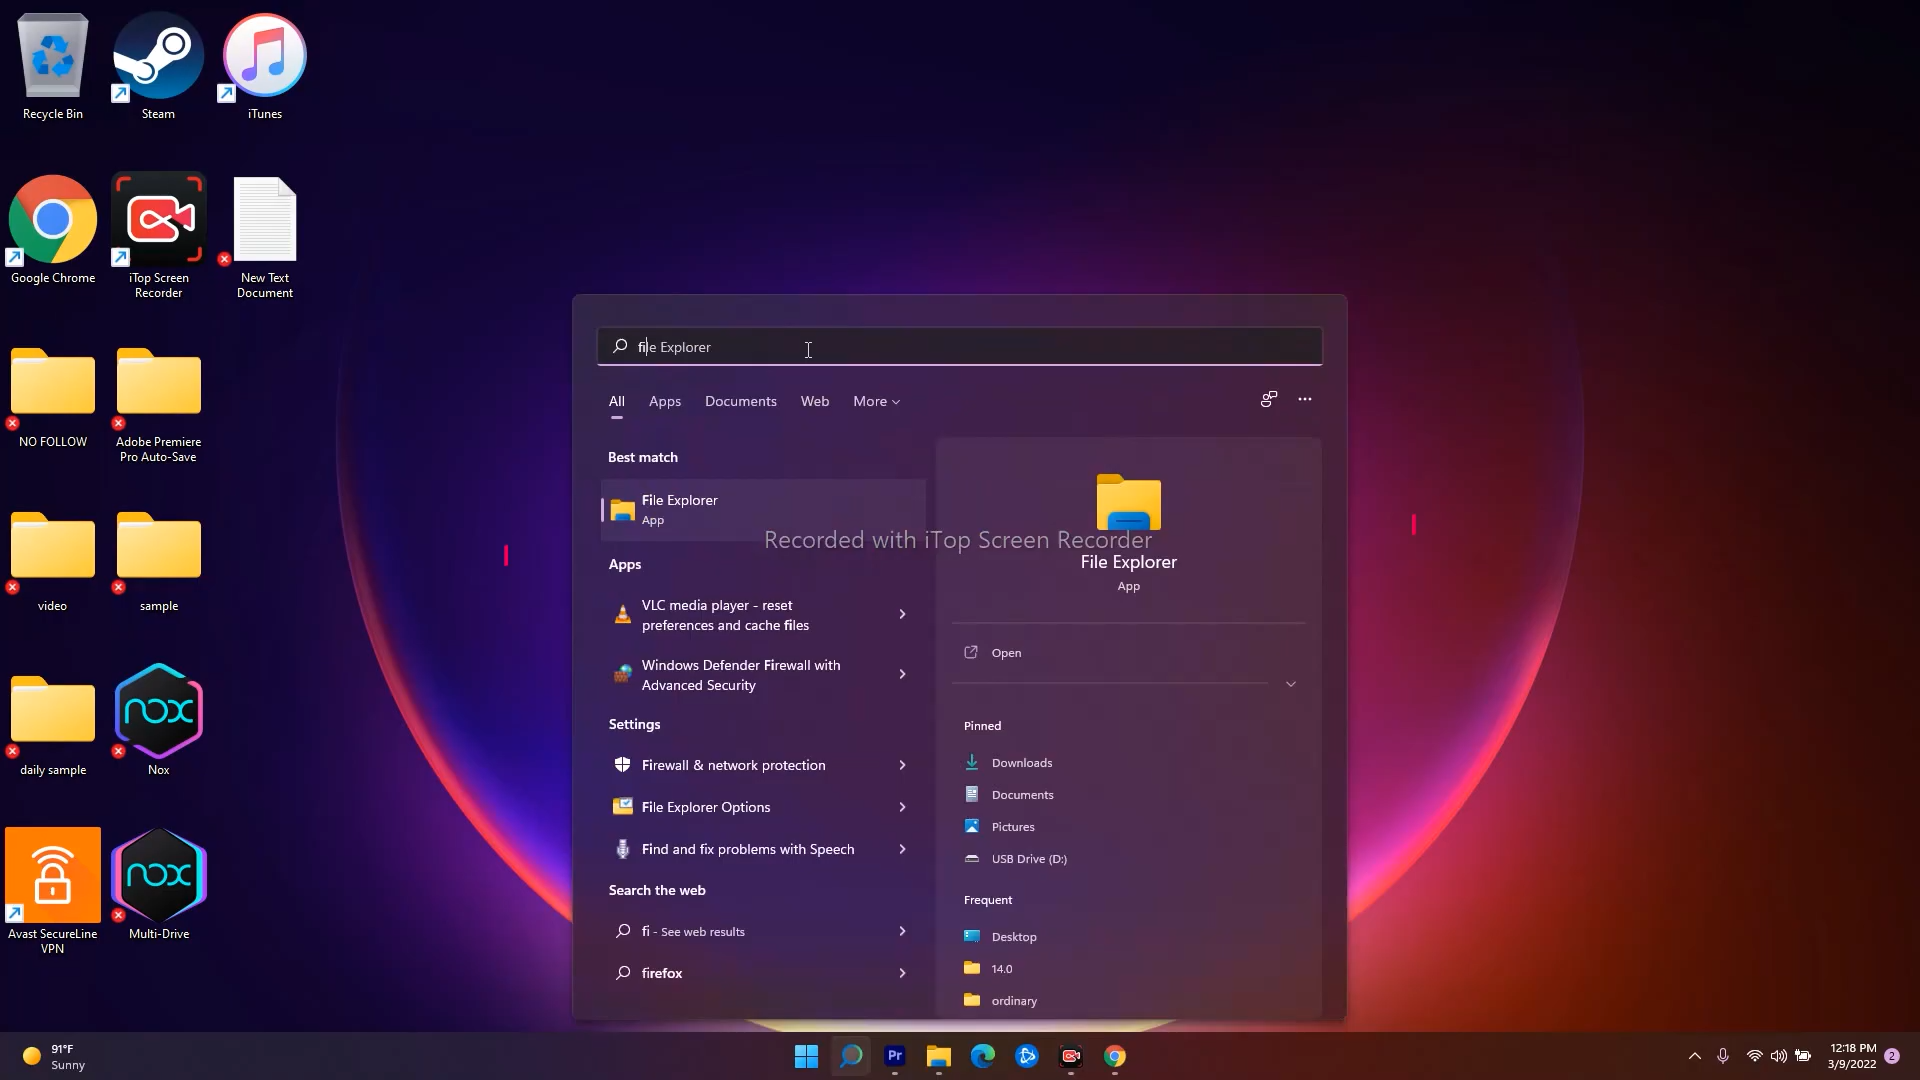 Recycle Bin
Steam
iTunes
Google Chrome
iTop Screen
Recorder
New Text
Document
NO FOLLOW
Adobe Premiere
Pro Auto-Save
video
sample
daily sample
nox
Nox
nox
Avast SecureLine
VPN
Multi-Drive
file Explorer
All
Apps
Documents
Web
More
Best match
File Explorer
App
Apps
VLC media player - reset
preferences and cache files
Windows Defender Firewall with
Advanced Security
Settings
Firewall & network protection
File Explorer Options
Find and fix problems with Speech
Search the web
fi - See web results
firefox
Recorded with iTop Screen Recorder
File Explorer
App
Open
Pinned
Downloads
Documents
Pictures
USB Drive (D:)
Frequent
Desktop
14.0
ordinary
91°F
Sunny
Pr
12:18 PM
3/9/2022
2